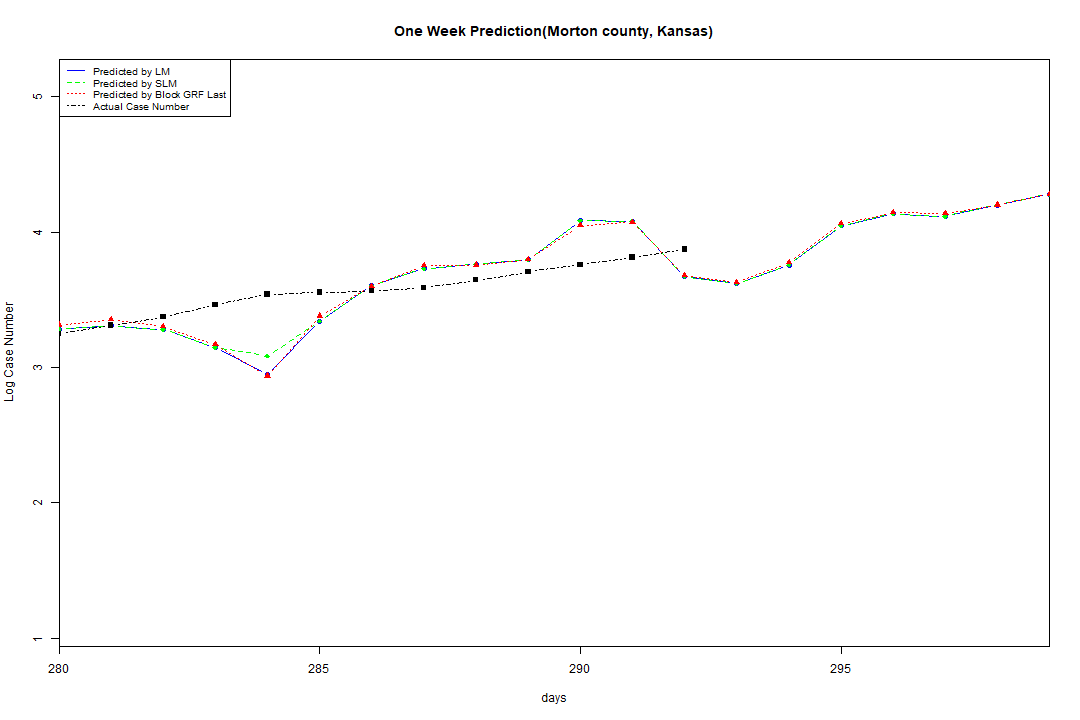 One Week Prediction(Morton county, Kansas)
Predicted by LM
Predicted by SLM
Predicted by Block GRF Last
Actual Case Number
5
4
3
2
1
Log Case Number
280 285 290 295
days